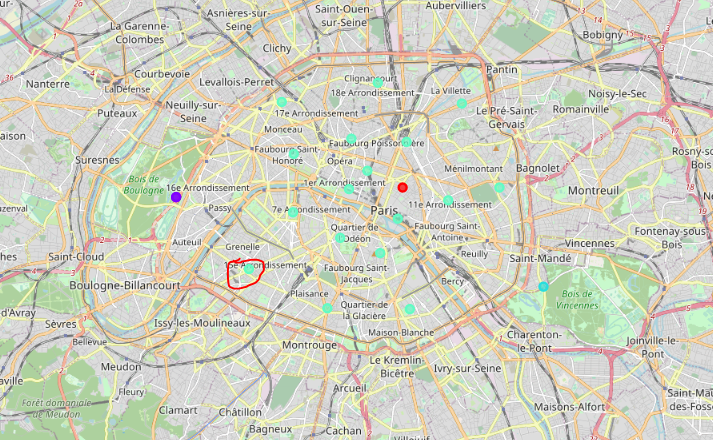 Asnières-sur-
Seine
Saint-Ouen-
sur-Seine
Aubervilliers
La Garenne-
Colombes
Clichy
Bobigny
Courbevoie
Levallois-Perret
Clignancourt
18e Arrondissement
Pantin
Nanterre
La Défense
Neuilly-sur-
Seine
La Villette
Noisy-le-Sec
Romainville
Puteaux
17e Arrondissement
Monceau
Le Pré-Saint-
Gervais
Suresnes
Faubourg Saint-
Honoré
Opéra
Faubourg Poissonnière
Ménilmontant
Bagnolet
Bois de
Boulogne
16e Arrondissement
1er Arrondissement
Montreuil
Passy
7e Arrondissement
Paris
11e Arrondissement
Quartier de
l'Odéon
Faubourg Saint-
Antoine
Fontenay-sous-
Bois
Auteuil
Grenelle
Reuilly
Vincennes
Saint-Cloud
15e Arrondissement
Faubourg Saint-
Jacques
Saint-Mandé
Boulogne-Billancourt
Bercy
Plaisance
Bois de
Vincennes
Quartier de
la Glacière
d'Avray
Sèvres
Issy-les-Moulineaux
Maison-Blanche
Charenton-
le-Pont
Joinville-le-
Pont
Bellevue
Montrouge
Meudon
Le Kremlin-
Bicêtre
Ivry-sur-Seine
Arcueil
Fleury
Forêt domaniale
de Meudon
Clamart
Châtillon
Maisons-Alfort
Saint-Mau
des-Fosse
Bagneux
Cachan